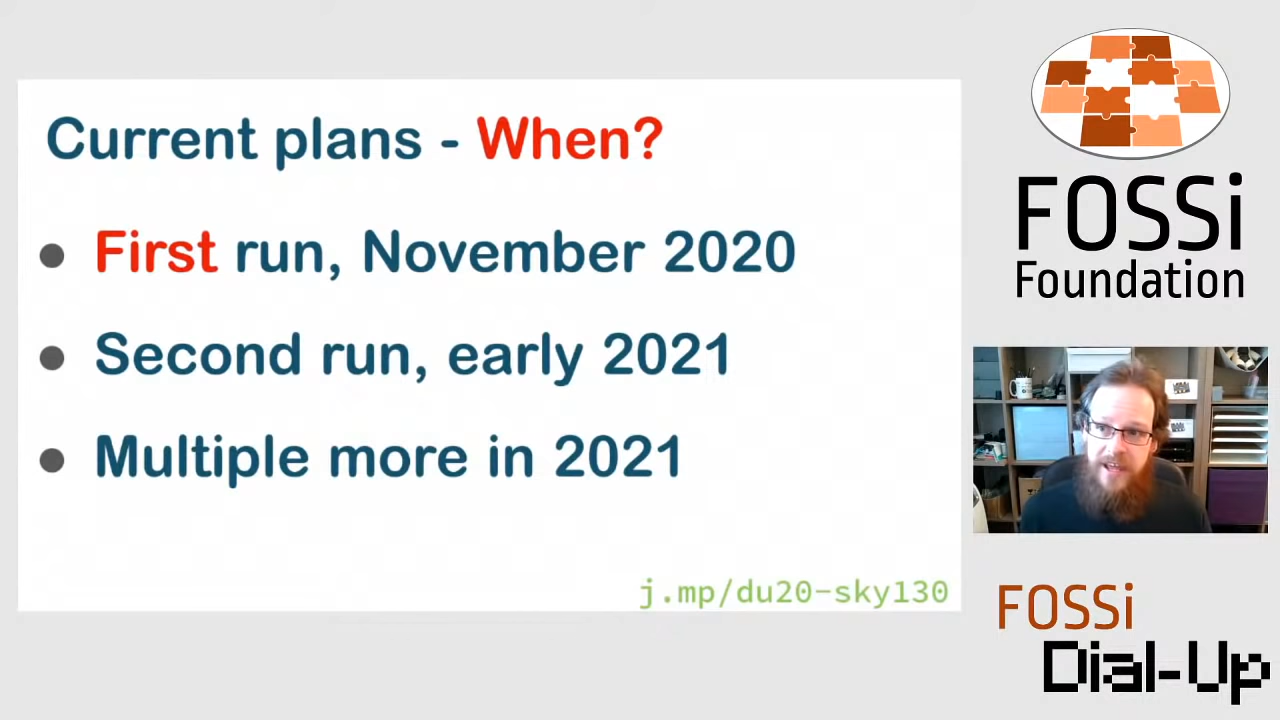 Current plans - When?
First run, November 2020
Second run, early 2021
Multiple more in 2021
j.mp/du20-sky130
FOSSi
Foundation
FOSSi
Dial-Up